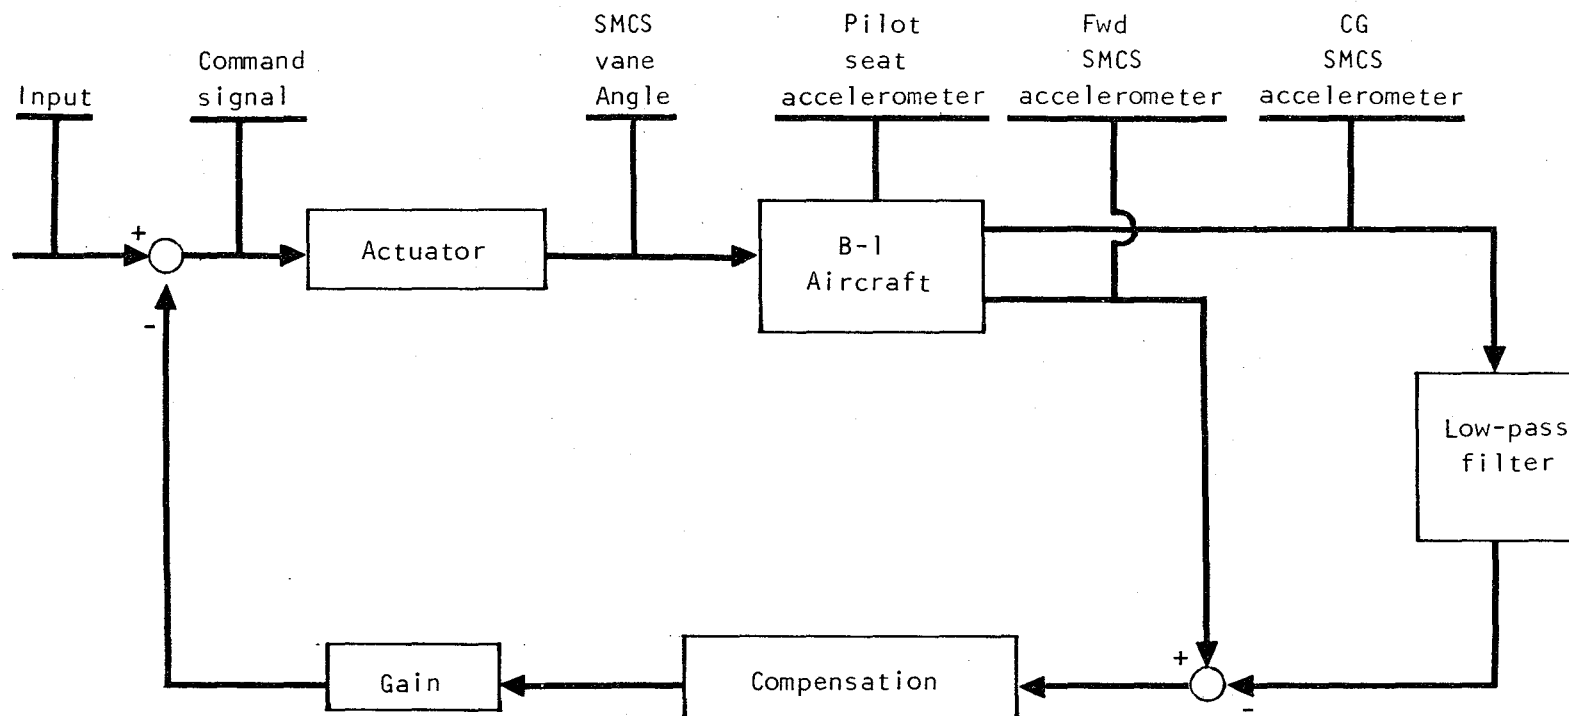 Input
Command
signal
SMCS
vane
Angle
Pilot
seat
accelerometer
Fwd
SMCS
accelerometer
CG
SMCS
accelerometer
+
-
Actuator
B-1
Aircraft
Low-pass
filter
+
-
Compensation
Gain